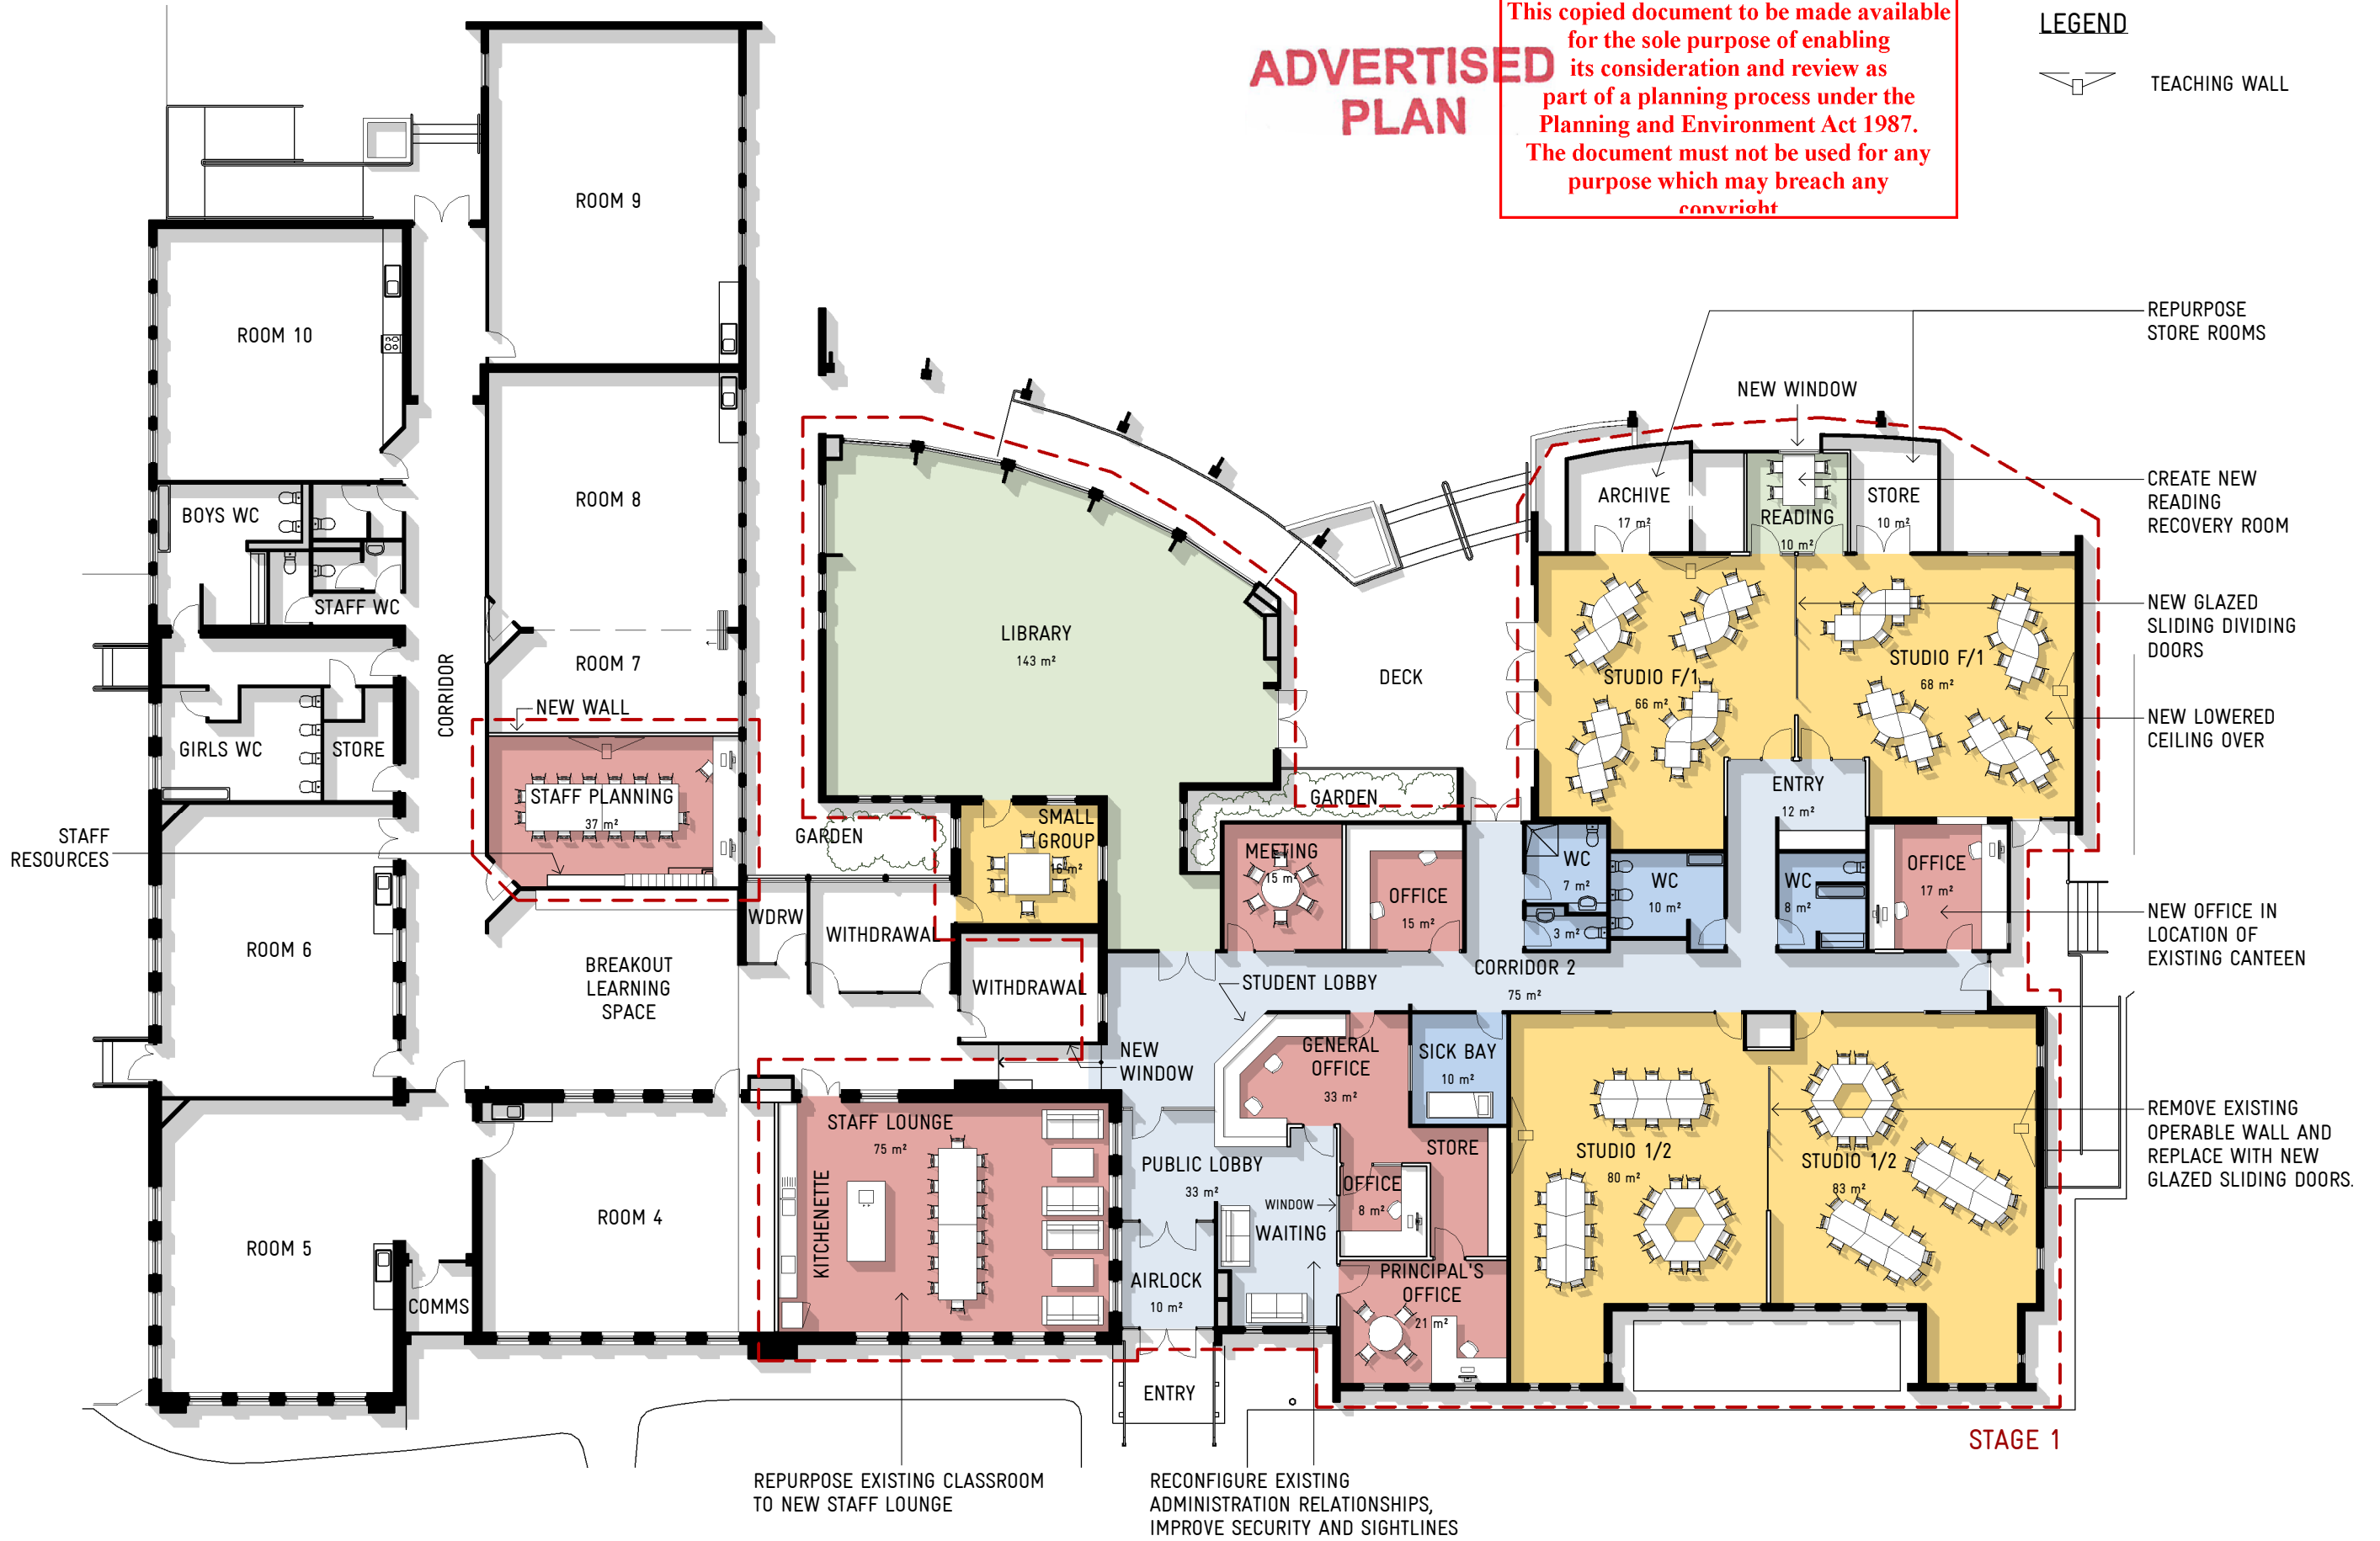 This copied document to be made available
for the sole purpose of enabling
its consideration and review as
part of a planning process under the
Planning and Environment Act 1987.
The document must not be used for any
purpose which may breach any
copyright
ADVERTISED
PLAN
LEGEND
TEACHING WALL
ROOM 9
ROOM 10
REPURPOSE
STORE ROOMS
NEW WINDOW
CREATE NEW
READING
RECOVERY ROOM
ARCHIVE
17 m²
READING
10 m²
STORE
10 m²
ROOM 8
BOYS WC
STAFF WC
LIBRARY
143 m²
NEW GLAZED
SLIDING DIVIDING
DOORS
ROOM 7
CORRIDOR
DECK
STUDIO F/1
66 m²
STUDIO F/1
68 m²
NEW WALL
NEW LOWERED
CEILING OVER
GIRLS WC
STORE
STAFF PLANNING
37 m²
GARDEN
GARDEN
ENTRY
12 m²
STAFF
RESOURCES
SMALL
GROUP
16 m²
MEETING
15 m²
OFFICE
15 m²
WC
7 m²
3 m²
WC
10 m²
WC
8 m²
OFFICE
17 m²
NEW OFFICE IN
LOCATION OF
EXISTING CANTEEN
ROOM 6
WDRW
WITHDRAWAL
WITHDRAWAL
BREAKOUT
LEARNING
SPACE
STUDENT LOBBY
CORRIDOR 2
75 m²
NEW
WINDOW
GENERAL
OFFICE
33 m²
SICK BAY
10 m²
STAFF LOUNGE
75 m²
KITCHENETTE
PUBLIC LOBBY
33 m²
STORE
OFFICE
8 m²
WINDOW
WAITING
STUDIO 1/2
80 m²
STUDIO 1/2
83 m²
REMOVE EXISTING
OPERABLE WALL AND
REPLACE WITH NEW
GLAZED SLIDING DOORS.
ROOM 5
ROOM 4
COMMS
AIRLOCK
10 m²
PRINCIPAL'S
OFFICE
21 m²
ENTRY
STAGE 1
REPURPOSE EXISTING CLASSROOM
TO NEW STAFF LOUNGE
RECONFIGURE EXISTING
ADMINISTRATION RELATIONSHIPS,
IMPROVE SECURITY AND SIGHTLINES